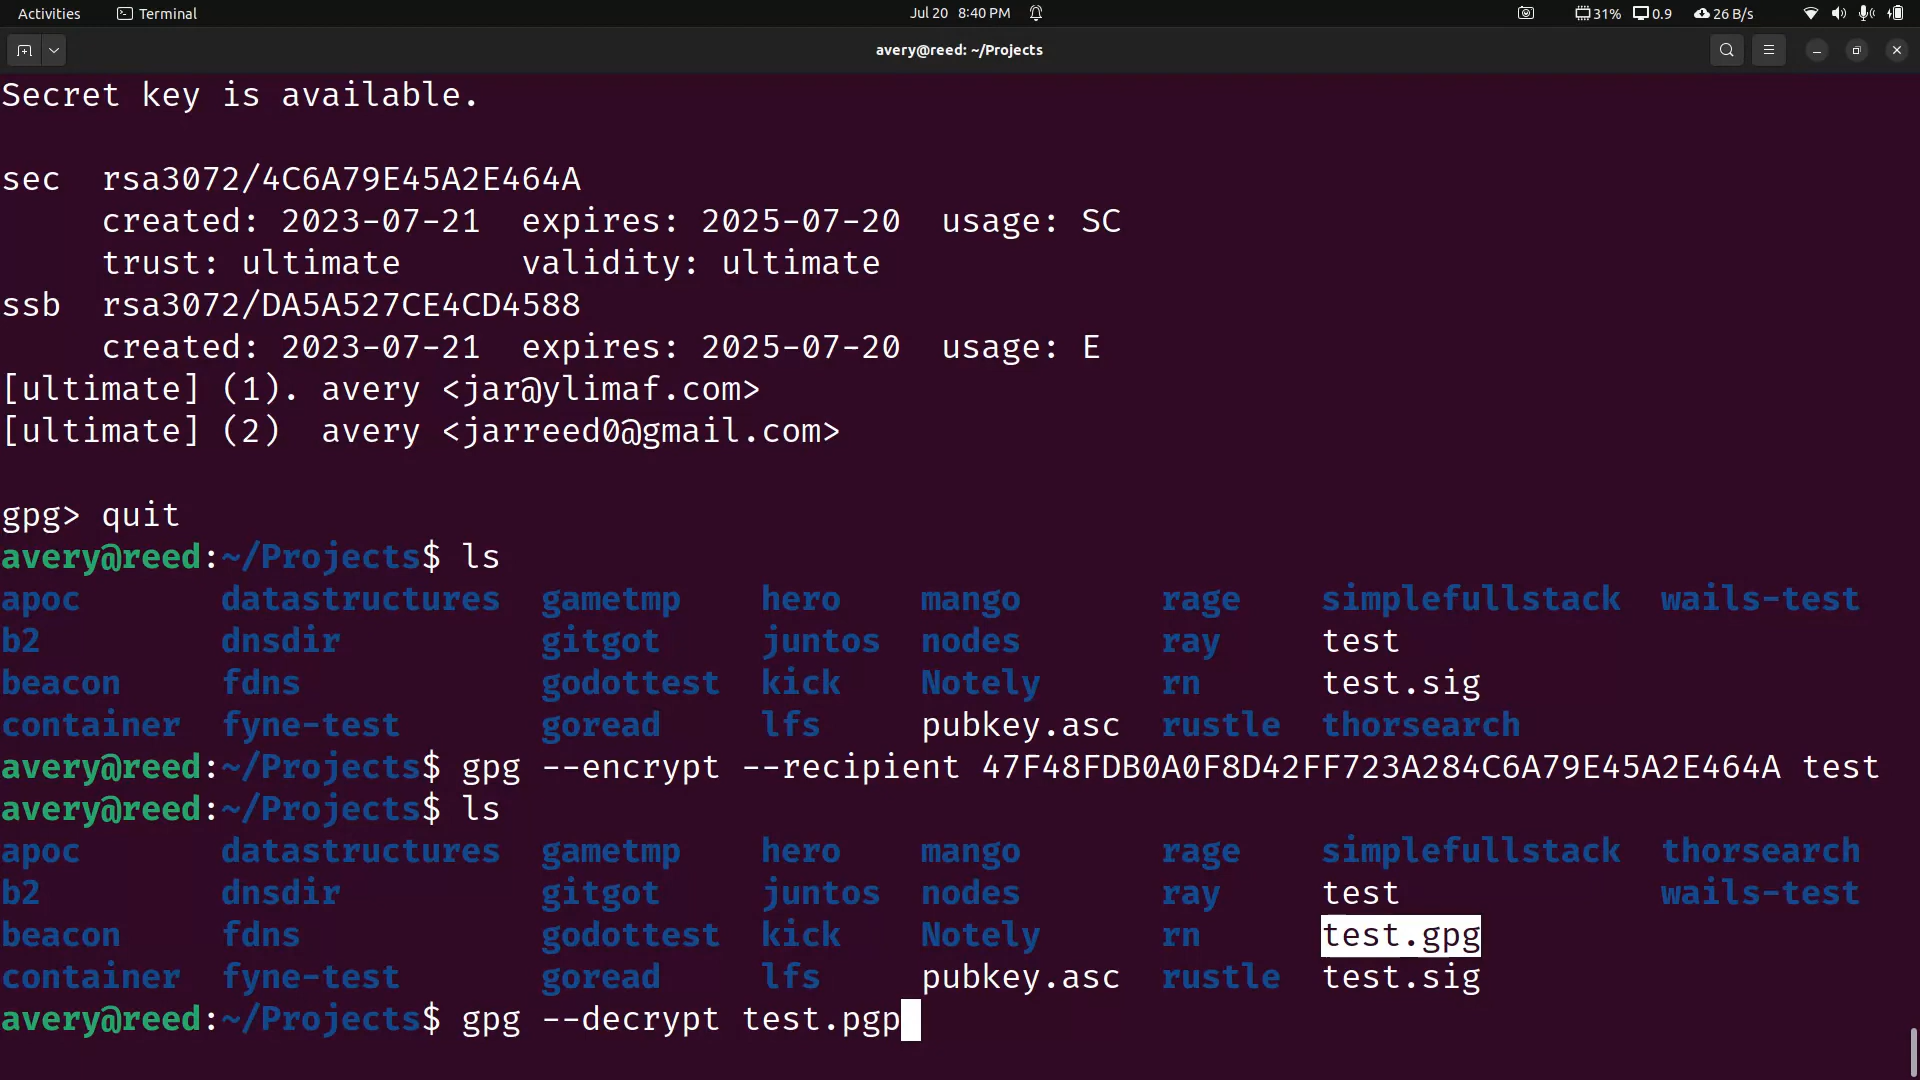 Activities Terminal Jul 20 8:40 PM 31% 0.9 26 B/s
avery@reed: ~/Projects
Secret key is available.
sec rsa3072/4C6A79E45A2E464A
created: 2023-07-21 expires: 2025-07-20 usage: SC
trust: ultimate validity: ultimate
ssb rsa3072/DA5A527CE4CD4588
created: 2023-07-21 expires: 2025-07-20 usage: E
[ultimate] (1). avery <jar@ylimaf.com>
[ultimate] (2) avery <jarreed0@gmail.com>
gpg> quit
avery@reed:~/Projects$ ls
apoc datastructures gametmp hero mango rage simplefullstack wails-test
b2 dnsdir gitgot juntos nodes ray test
beacon fdns godottest kick Notely rn test.sig
container fyne-test goread lfs pubkey.asc rustle thorsearch
avery@reed:~/Projects$ gpg --encrypt --recipient 47F48FDB0A0F8D42FF723A284C6A79E45A2E464A test
avery@reed:~/Projects$ ls
apoc datastructures gametmp hero mango rage simplefullstack thorsearch
b2 dnsdir gitgot juntos nodes ray test wails-test
beacon fdns godottest kick Notely rn test.gpg
container fyne-test goread lfs pubkey.asc rustle test.sig
avery@reed:~/Projects$ gpg --decrypt test.pgp